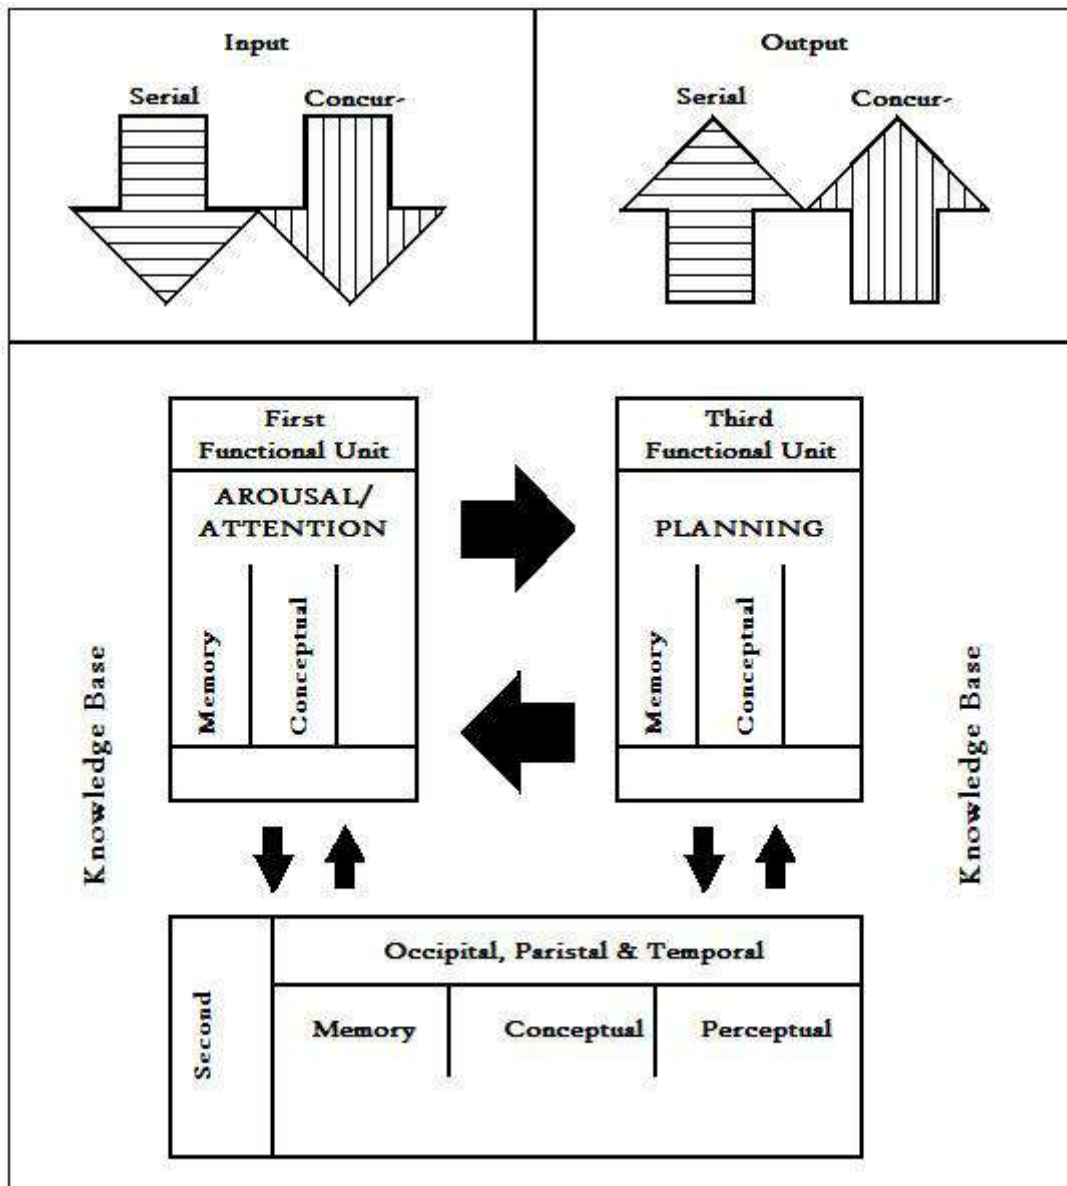 Input
Serial
Concur-
Output
Serial
Concur-
First
Functional Unit
AROUSAL/
ATTENTION
Memory
Conceptual
Third
Functional Unit
PLANNING
Memory
Conceptual
Knowledge Base
Knowledge Base
Second
Occipital, Paristal & Temporal
Memory
Conceptual
Perceptual